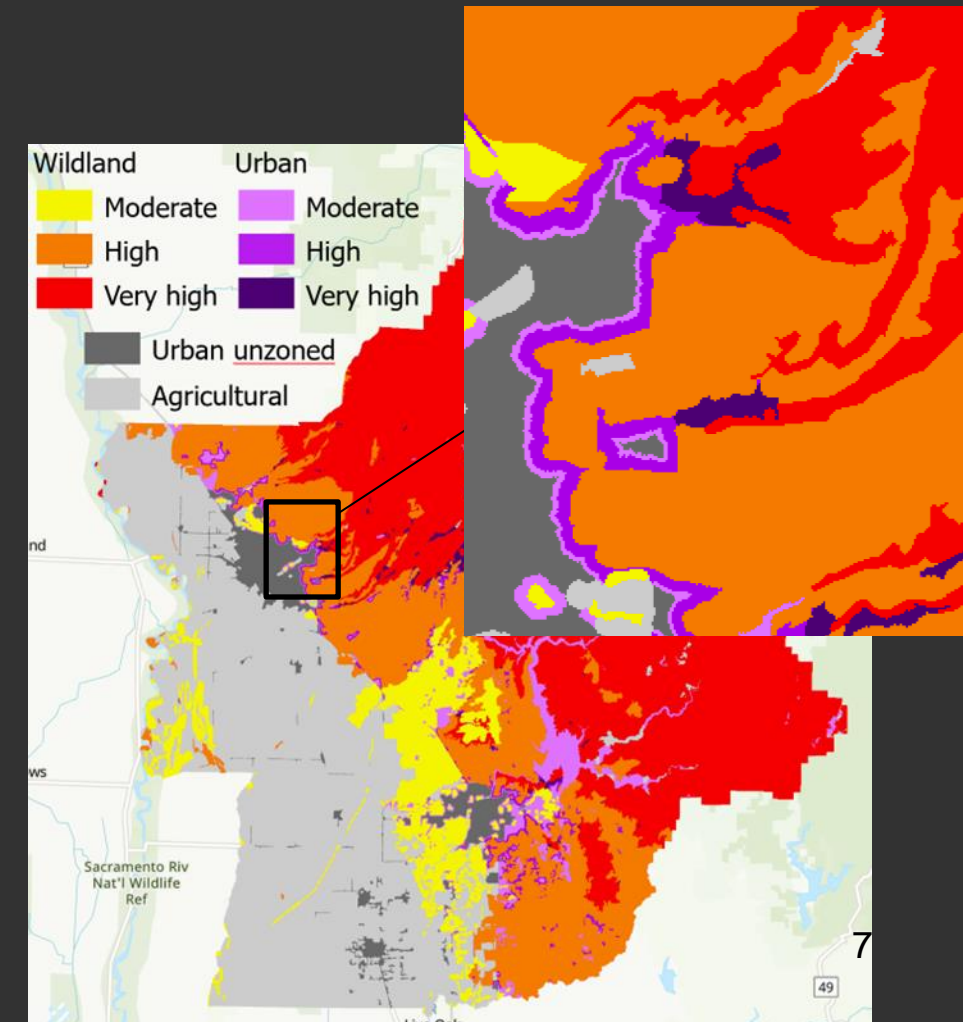 Wildland Urban
Moderate Moderate
High High
Very high Very high
Urban unzoned
Agricultural
nd
ws
Sacramento Riv
Nat'l Wildlife
Ref
7
49